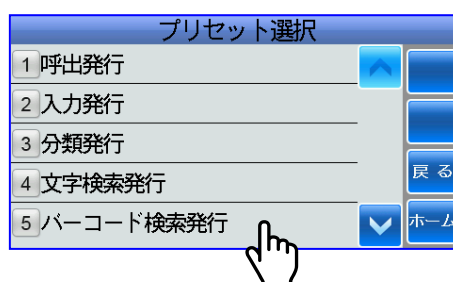 プリセット選択
1 呼出発行
2 入力発行
3 分類発行
4 文字検索発行
5 バーコード検索発行
戻る
ホーム